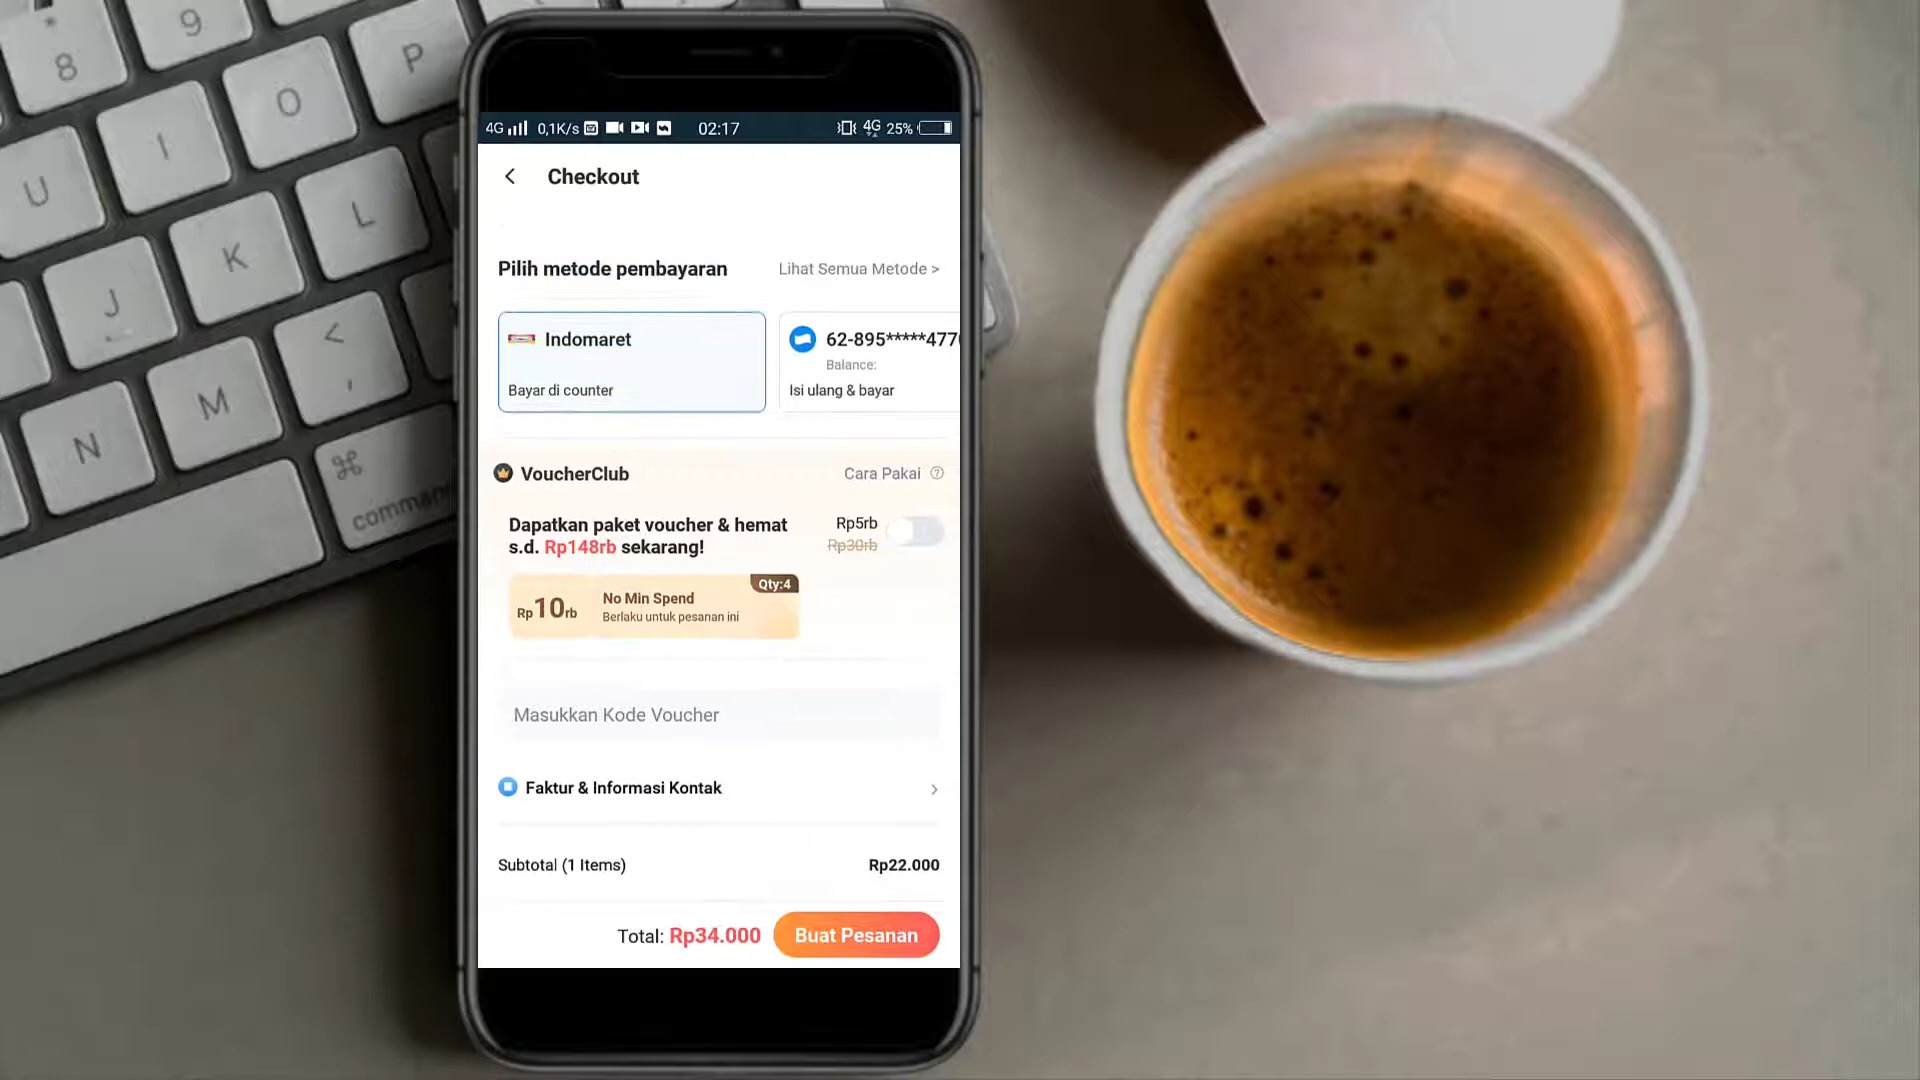 * 9
8 P
O
I
U L
K
J <
M ,
N ⌘
command
4G 0,1K/s 02:17 4G 25%
Checkout
Pilih metode pembayaran Lihat Semua Metode >
Indomaret 62-895*****477
Balance:
Bayar di counter Isi ulang & bayar
VoucherClub Cara Pakai ?
Dapatkan paket voucher & hemat Rp5rb
s.d. Rp148rb sekarang! Rp30rb
Qty:4
Rp10rb No Min Spend
Berlaku untuk pesanan ini
Masukkan Kode Voucher
Faktur & Informasi Kontak
Subtotal (1 Items) Rp22.000
Total: Rp34.000 Buat Pesanan